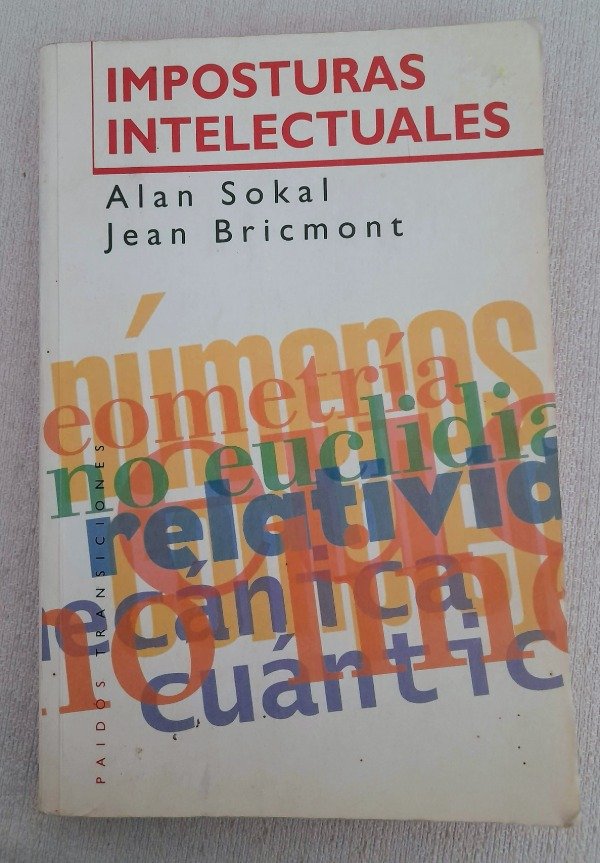 IMPOSTURAS
INTELECTUALES
Alan Sokal
Jean Bricmont
números
eometría
no euclidia
relativid
mecánica
cuántic
PAIDÓS TRANSICIONES